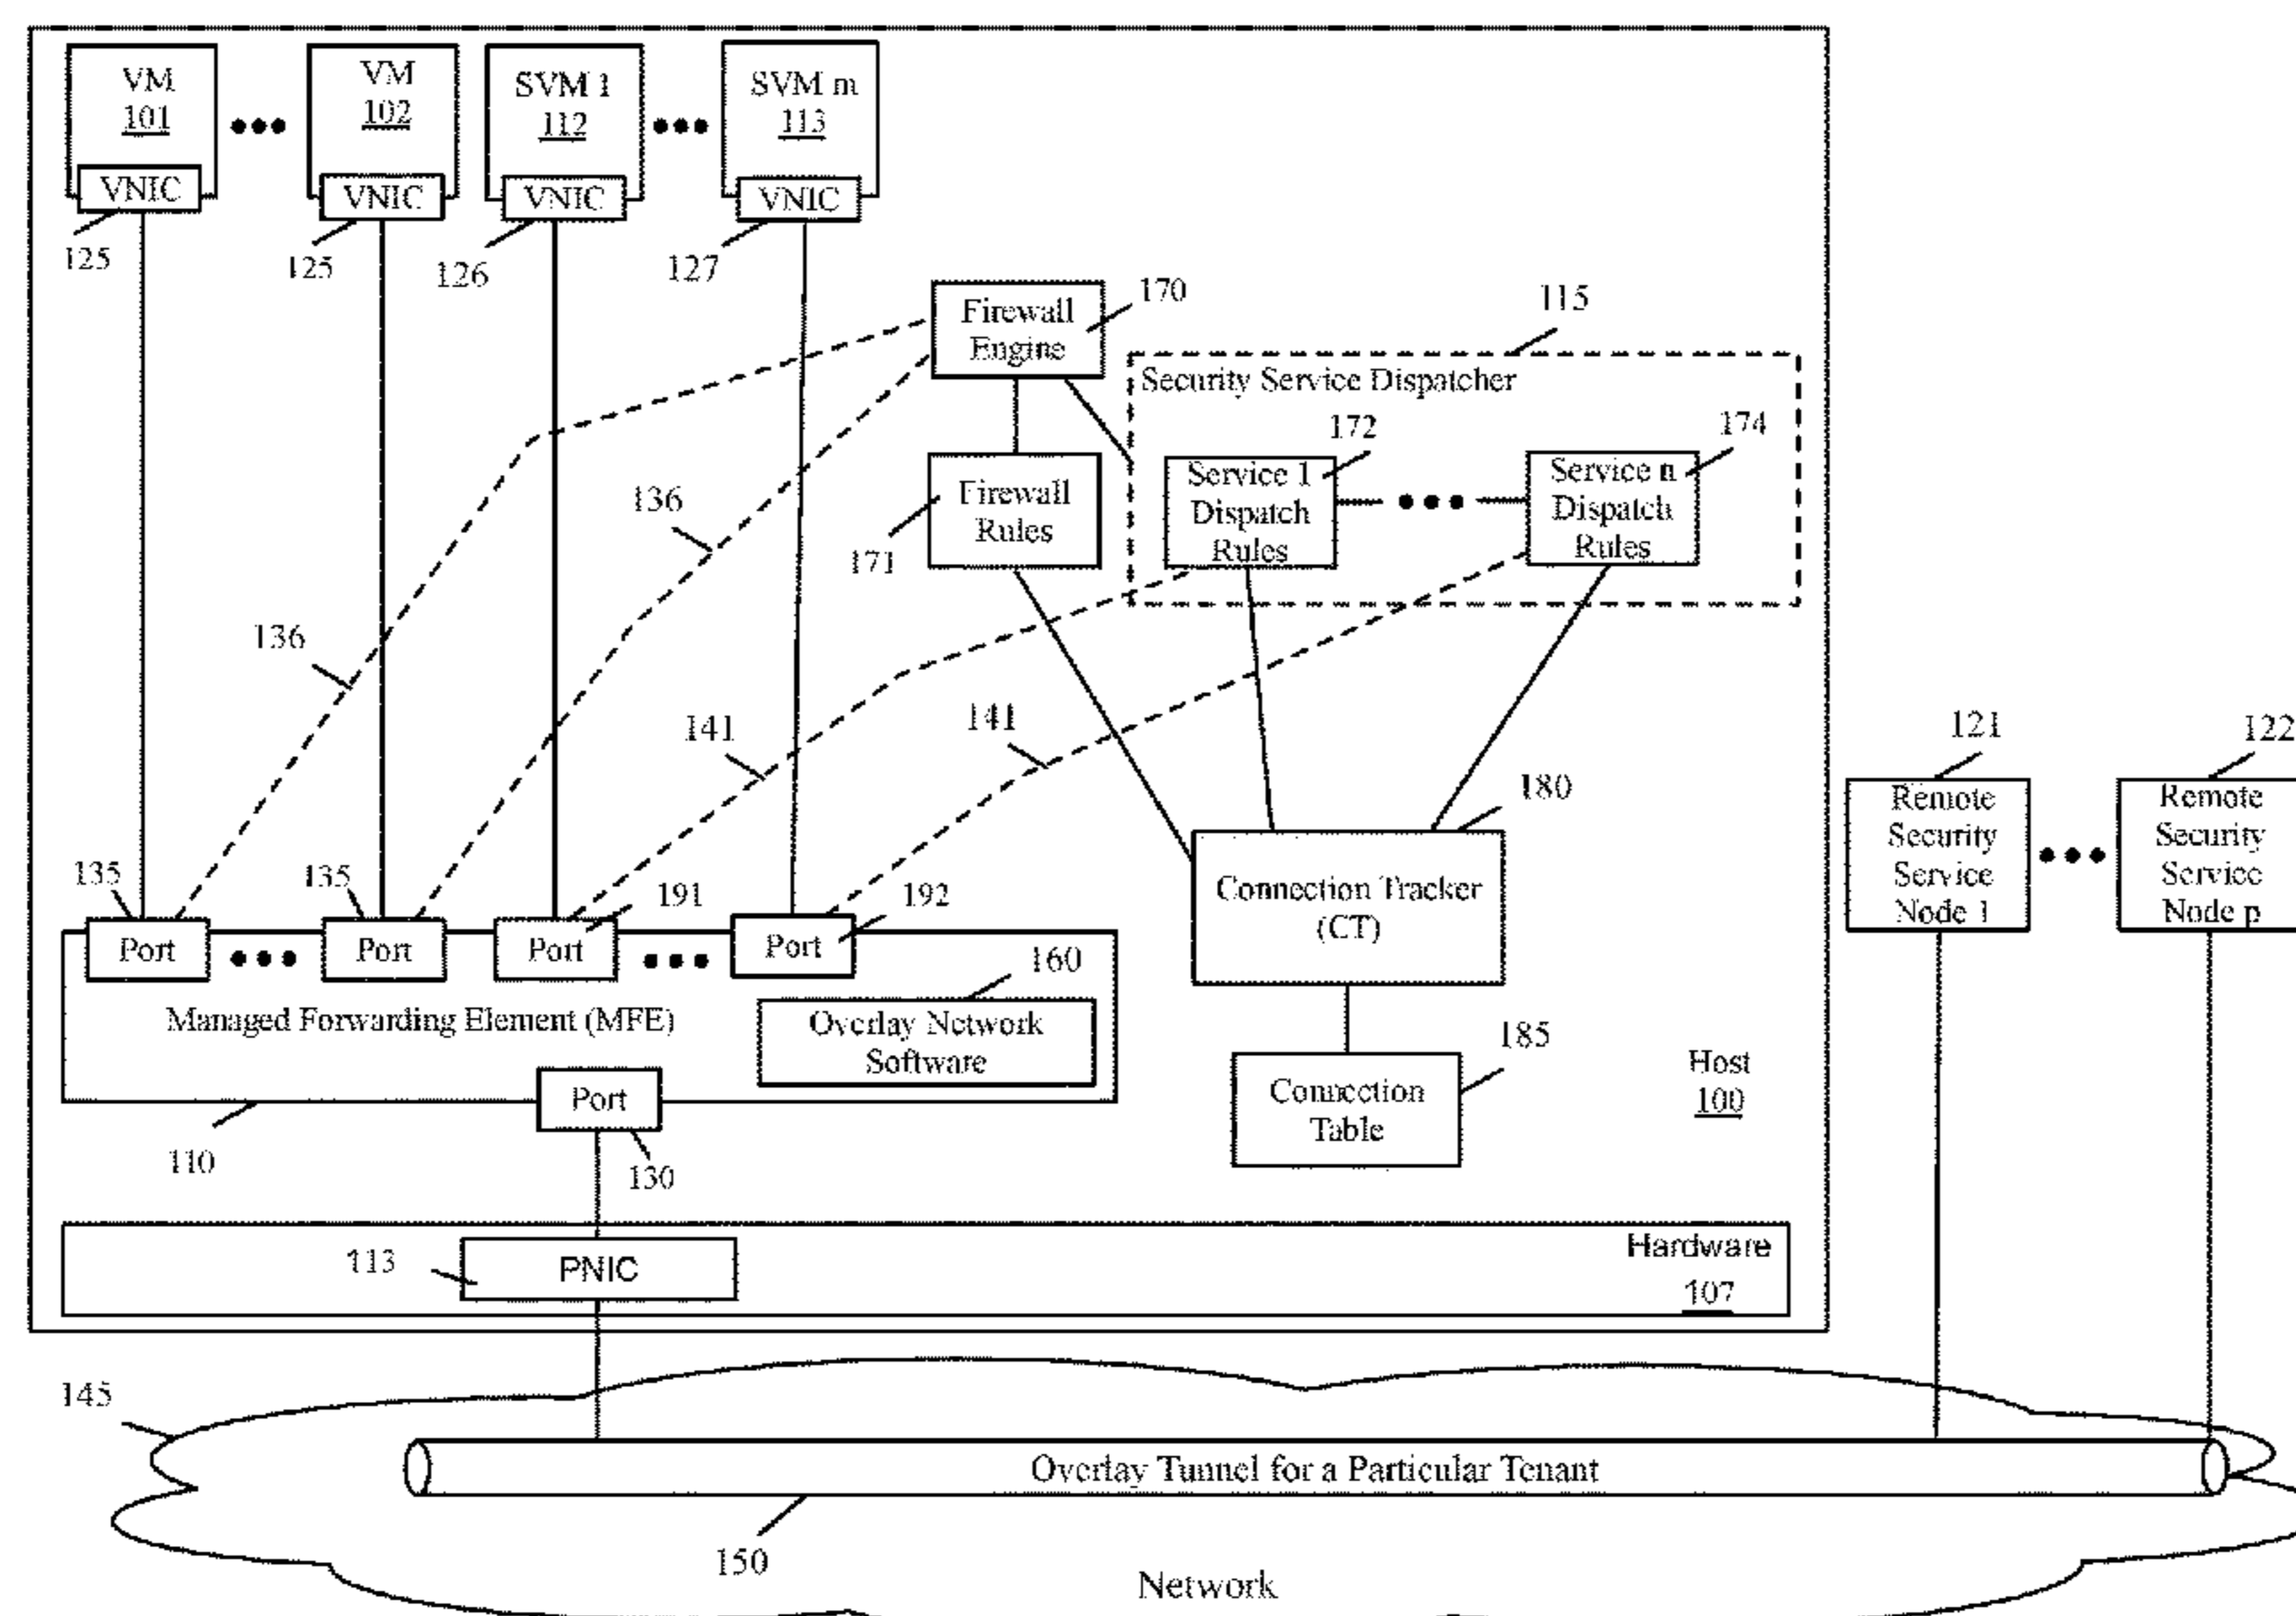 VM
101
VNIC
125
VM
102
VNIC
125
SVM 1
112
VNIC
126
SVM m
113
VNIC
127
Firewall
Engine
170
115
Security Service Dispatcher
Firewall
Rules
171
Service 1
Dispatch
Rules
172
Service n
Dispatch
Rules
174
136
136
141
141
121
Remote
Security
Service
Node 1
122
Remote
Security
Service
Node p
180
Connection Tracker
(CT)
185
Connection
Table
Host
100
135
Port
135
Port
191
Port
192
Port
Managed Forwarding Element (MFE)
160
Overlay Network
Software
Port
110
130
113
PNIC
Hardware
107
145
Overlay Tunnel for a Particular Tenant
150
Network